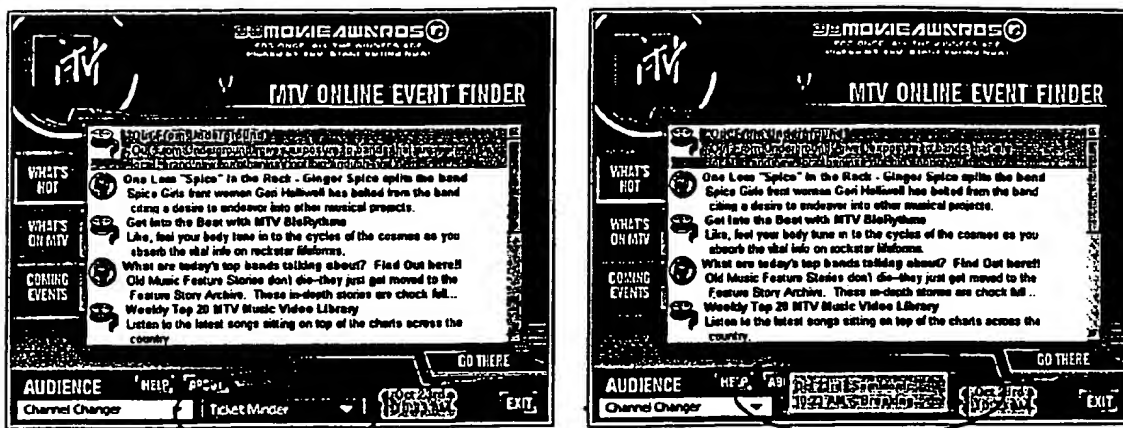 MTV
MOVIE AWARDS
MTV ONLINE EVENT FINDER
WHAT'S HOT
WHAT'S ON MTV
COMING EVENTS
One Less "Spice" in the Rack - Ginger Spice splits the band
Spice Girls front woman Geri Halliwell has bolted from the band
citing a desire to endeavor into other musical projects.
Get Into the Beat with MTV BioRythms
Like, feel your body tune in to the cycles of the cosmos as you
absorb the vital info on rockstar lifeforms.
What are today's top bands talking about? Find Out here!!
Old Music Feature Stories don't die--they just get moved to the
Feature Story Archive. These in-depth stories are chock full...
Weekly Top 20 MTV Music Video Library
Listen to the latest songs sitting on top of the charts across the
country.
GO THERE
AUDIENCE HELP ABOUT
Channel Changer Ticket Minder EXIT
MTV
MOVIE AWARDS
MTV ONLINE EVENT FINDER
WHAT'S HOT
WHAT'S ON MTV
COMING EVENTS
One Less "Spice" in the Rack - Ginger Spice splits the band
Spice Girls front woman Geri Halliwell has bolted from the band
citing a desire to endeavor into other musical projects.
Get Into the Beat with MTV BioRythms
Like, feel your body tune in to the cycles of the cosmos as you
absorb the vital info on rockstar lifeforms.
What are today's top bands talking about? Find Out here!!
Old Music Feature Stories don't die--they just get moved to the
Feature Story Archive. These in-depth stories are chock full...
Weekly Top 20 MTV Music Video Library
Listen to the latest songs sitting on top of the charts across the
country.
GO THERE
AUDIENCE HELP
Channel Changer EXIT